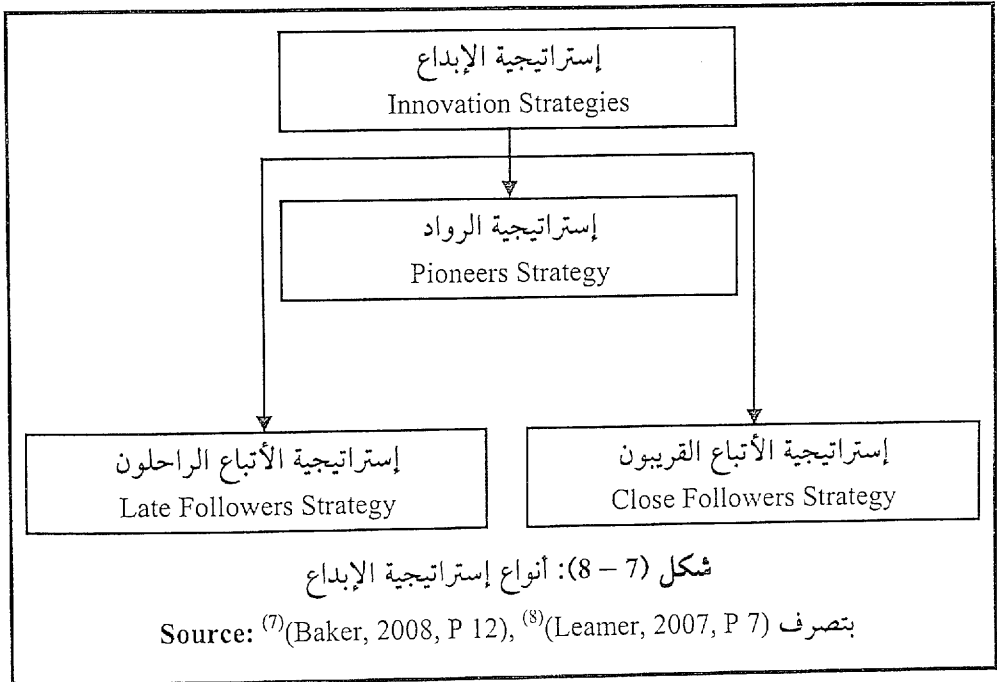 إستراتيجية الإبداع
Innovation Strategies
إستراتيجية الرواد
Pioneers Strategy
إستراتيجية الأتباع القريبون
Close Followers Strategy
إستراتيجية الأتباع الراحلون
Late Followers Strategy
شكل (7 – 8): أنواع إستراتيجية الإبداع
Source: (7)(Baker, 2008, P 12), (8)(Leamer, 2007, P 7) بتصرف